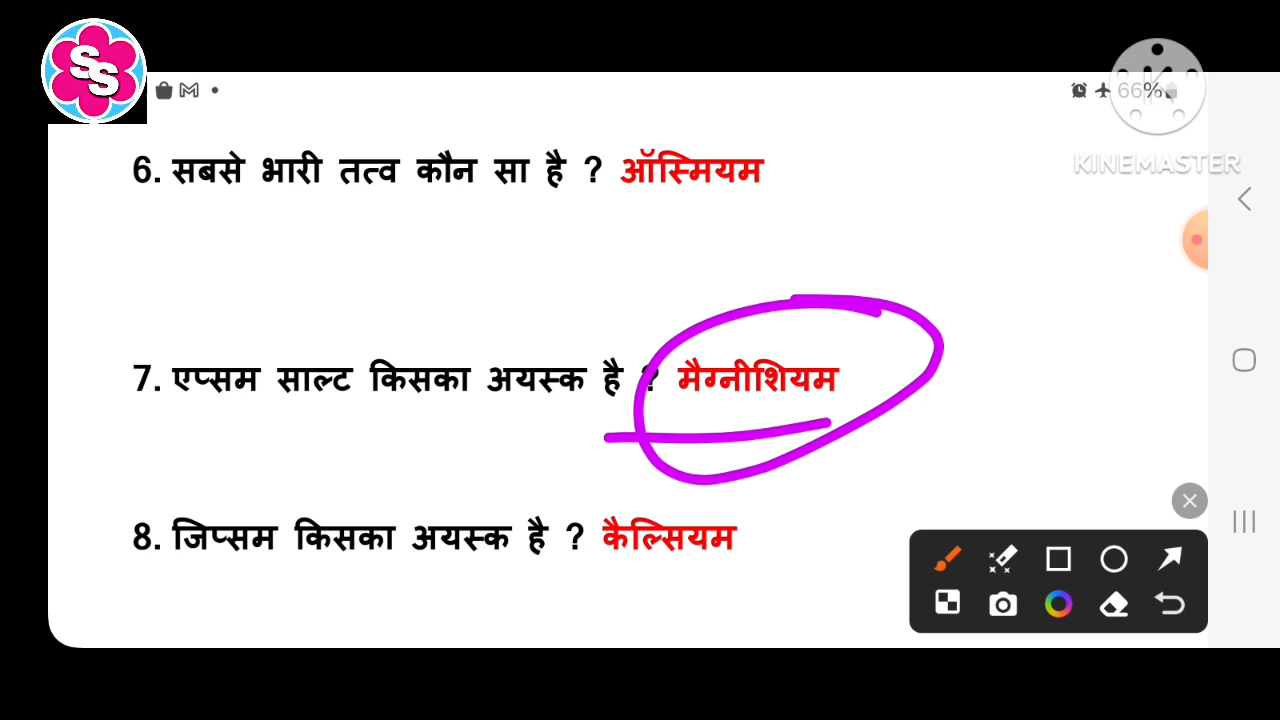 SS
66%
KINEMASTER
6. सबसे भारी तत्व कौन सा है ? ऑस्मियम
7. एप्सम साल्ट किसका अयस्क है ? मैग्नीशियम
8. जिप्सम किसका अयस्क है ? कैल्सियम